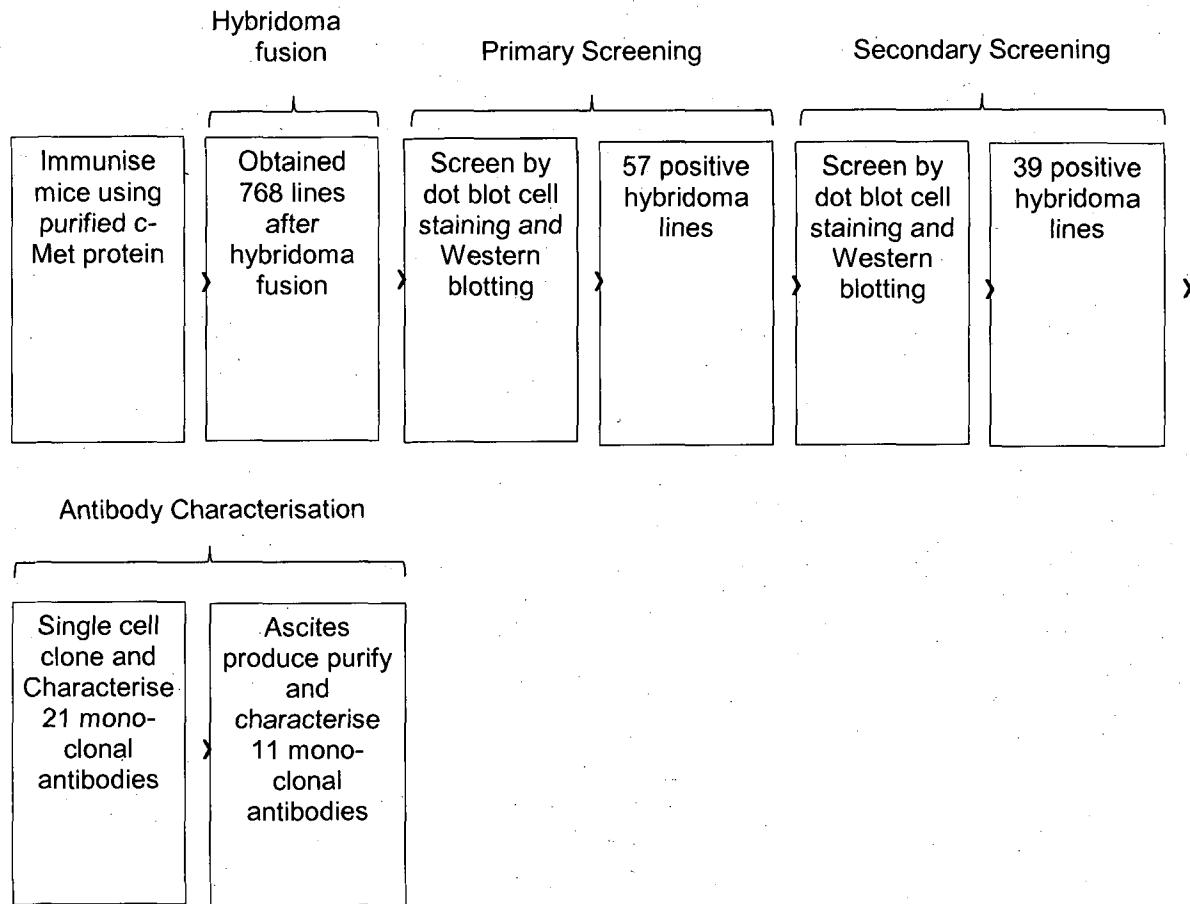 Hybridoma
fusion
Primary Screening
Secondary Screening
Immunise
mice using
purified c-
Met protein
Obtained
768 lines
after
hybridoma
fusion
Screen by
dot blot cell
staining and
Western
blotting
57 positive
hybridoma
lines
Screen by
dot blot cell
staining and
Western
blotting
39 positive
hybridoma
lines
Antibody Characterisation
Single cell
clone and
Characterise
21 mono-
clonal
antibodies
Ascites
produce purify
and
characterise
11 mono-
clonal
antibodies